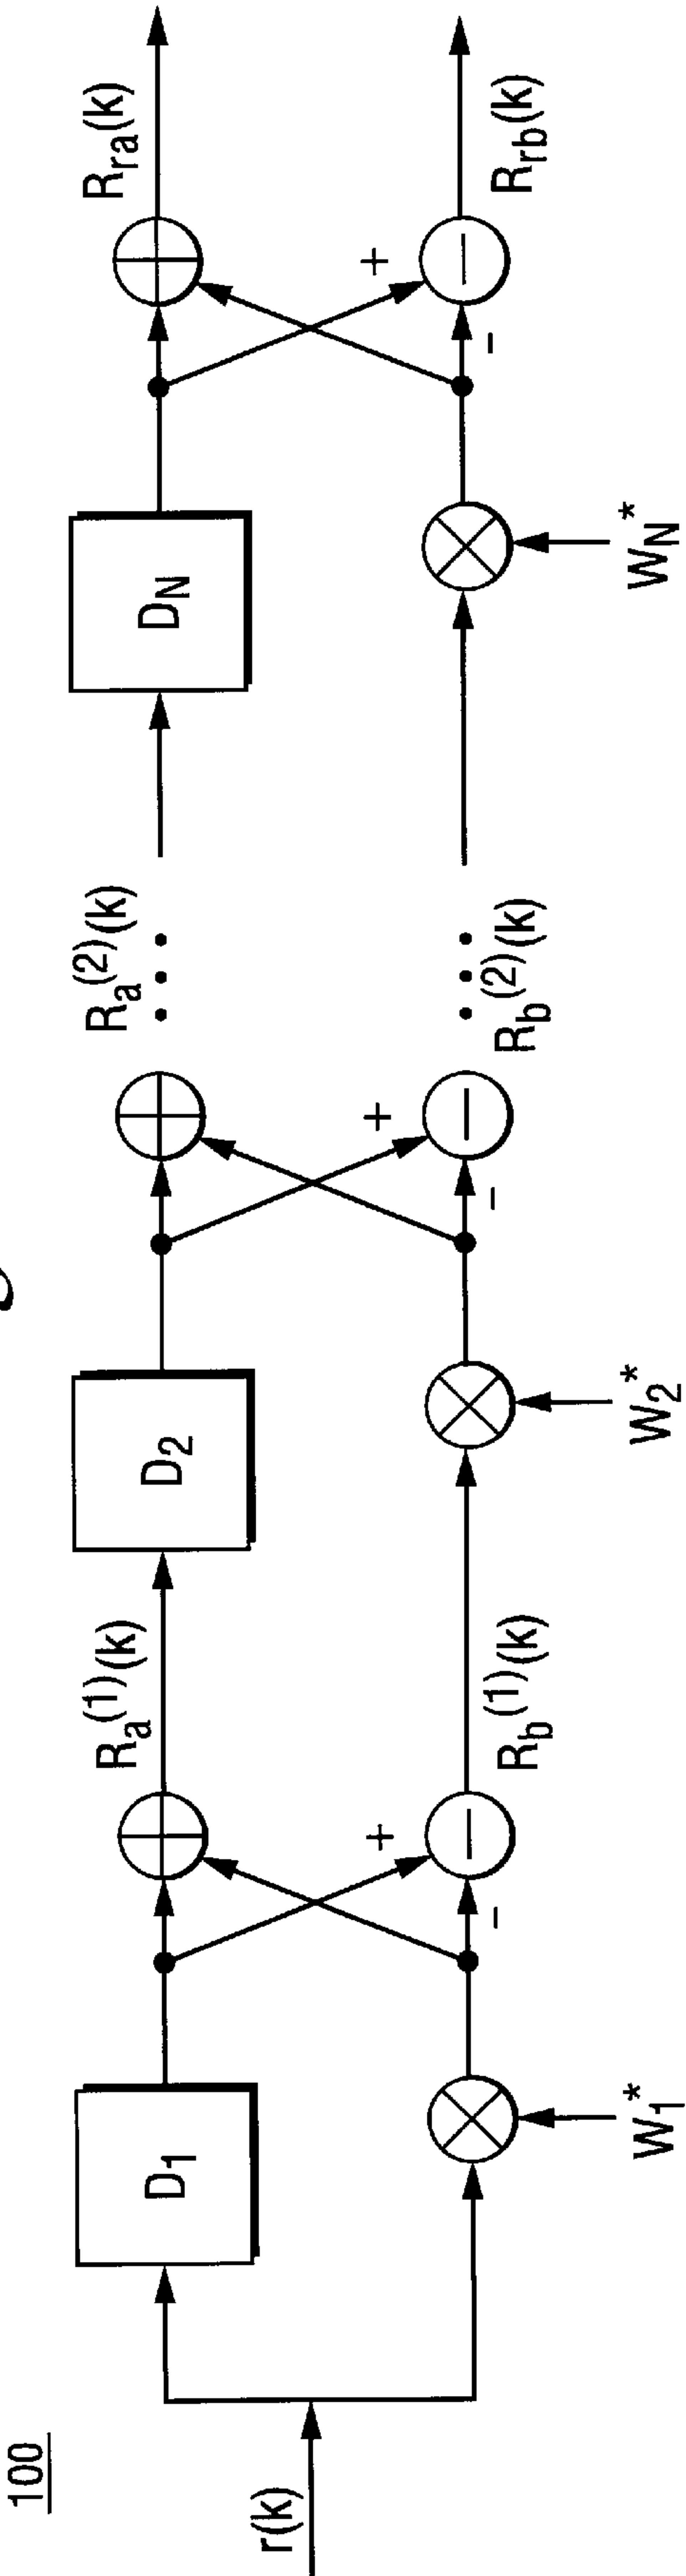 100
r(k)
D1
W1*
+
-
Ra(1)(k)
Rb(1)(k)
D2
W2*
+
-
Ra(2)(k)
Rb(2)(k)
DN
WN*
+
-
Rra(k)
Rrb(k)